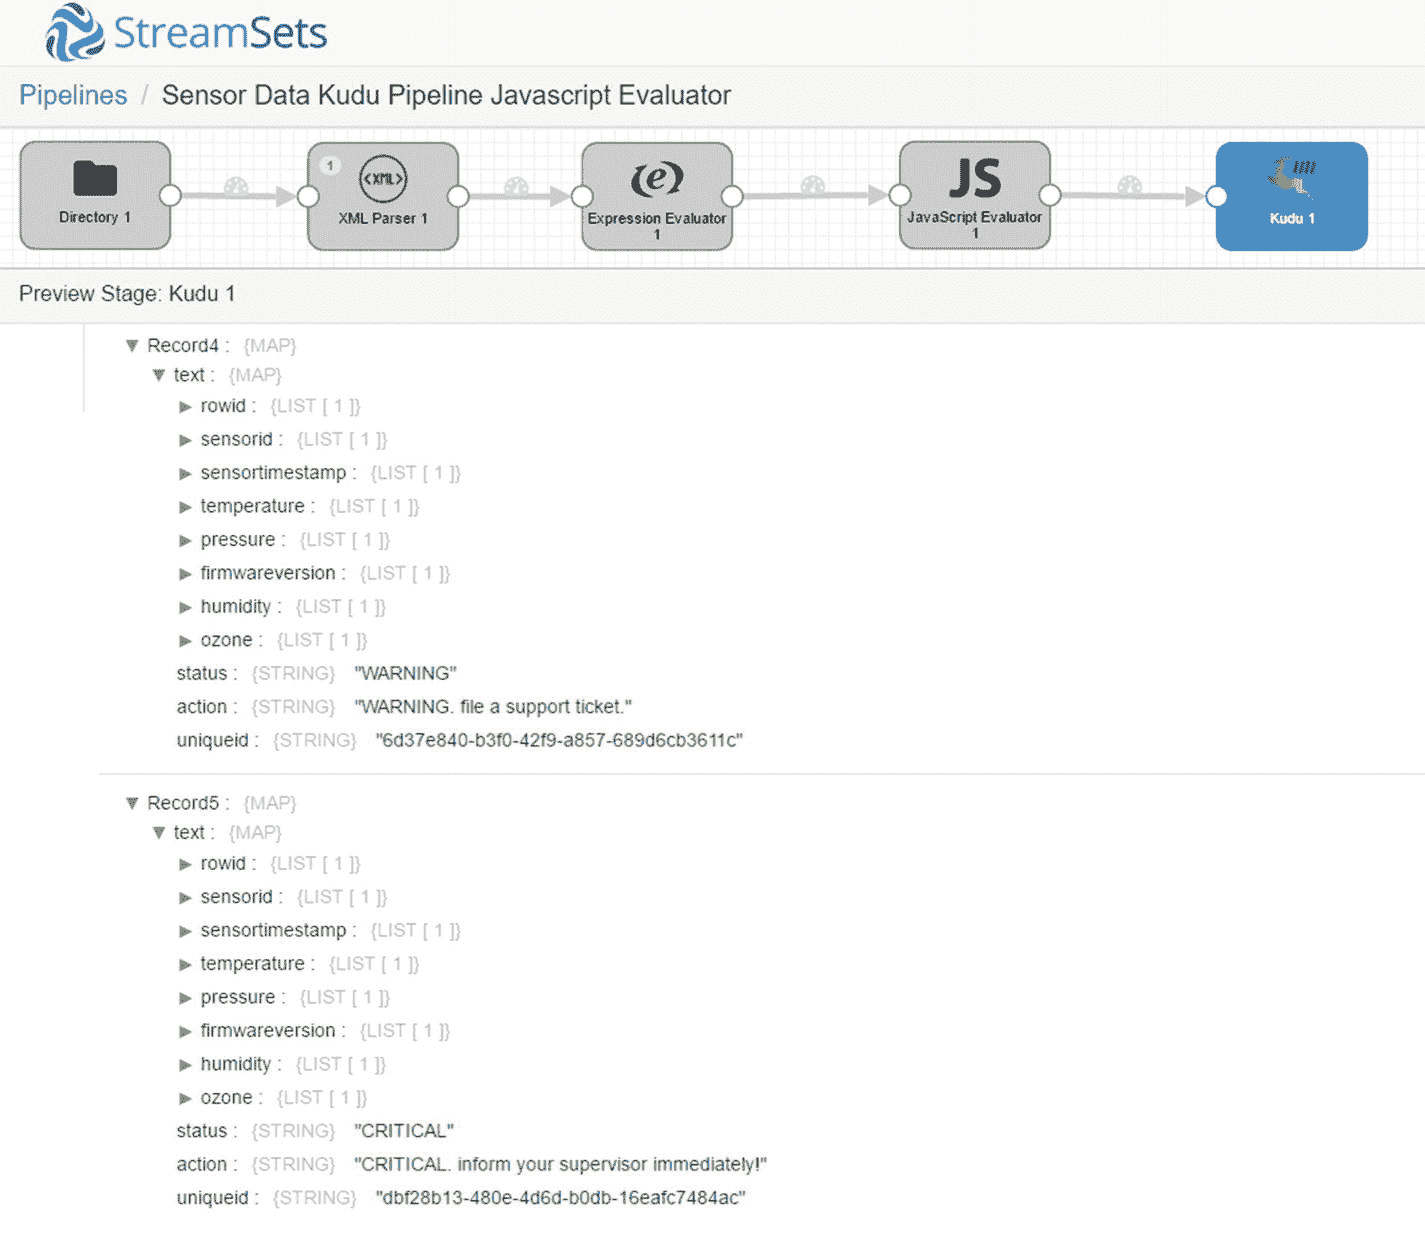 StreamSets
Pipelines / Sensor Data Kudu Pipeline Javascript Evaluator
Directory 1
1
<XML>
XML Parser 1
e
Expression Evaluator
1
JS
JavaScript Evaluator
1
Kudu 1
Preview Stage: Kudu 1
Record4 : {MAP}
text : {MAP}
rowid : {LIST [ 1 ]}
sensorid : {LIST [ 1 ]}
sensortimestamp : {LIST [ 1 ]}
temperature : {LIST [ 1 ]}
pressure : {LIST [ 1 ]}
firmwareversion : {LIST [ 1 ]}
humidity : {LIST [ 1 ]}
ozone : {LIST [ 1 ]}
status : {STRING} "WARNING"
action : {STRING} "WARNING. file a support ticket."
uniqueid : {STRING} "6d37e840-b3f0-42f9-a857-689d6cb3611c"
Record5 : {MAP}
text : {MAP}
rowid : {LIST [ 1 ]}
sensorid : {LIST [ 1 ]}
sensortimestamp : {LIST [ 1 ]}
temperature : {LIST [ 1 ]}
pressure : {LIST [ 1 ]}
firmwareversion : {LIST [ 1 ]}
humidity : {LIST [ 1 ]}
ozone : {LIST [ 1 ]}
status : {STRING} "CRITICAL"
action : {STRING} "CRITICAL. inform your supervisor immediately!"
uniqueid : {STRING} "dbf28b13-480e-4d6d-b0db-16eafc7484ac"